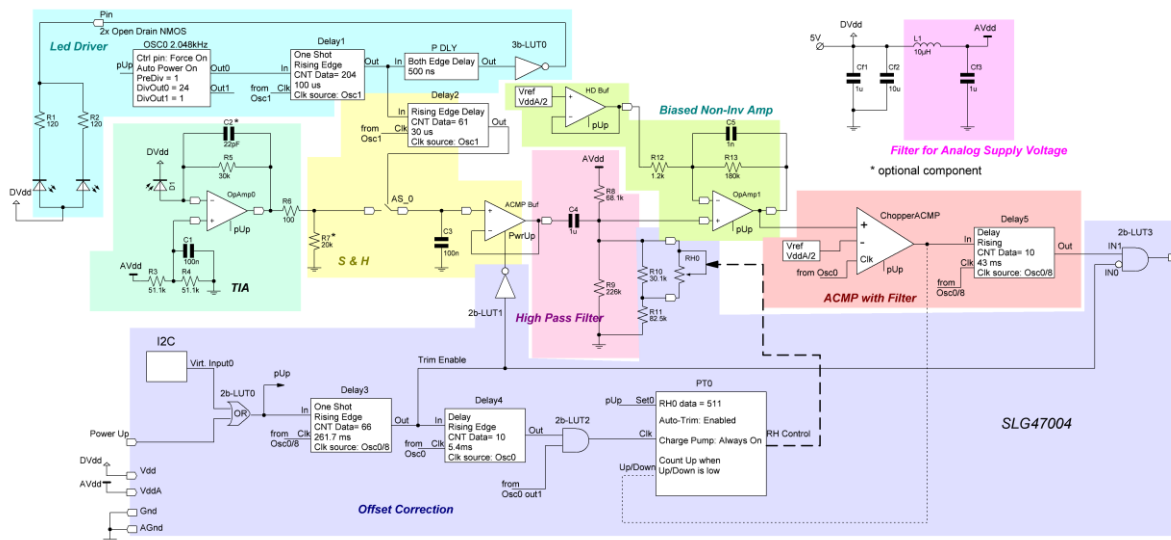 Led Driver
Pin
2x Open Drain NMOS
OSC0 2.048kHz
Ctrl pin: Force On
Auto Power On
PreDiv = 1
DivOut0 = 24
DivOut1 = 1
pUp
Out0
Out1
Delay1
One Shot
Rising Edge
CNT Data= 204
100 us
Clk source: Osc1
In
Clk
from
Osc1
Out
P DLY
Both Edge Delay
500 ns
In
Out
3b-LUT0
Delay2
Rising Edge Delay
CNT Data= 61
30 us
Clk source: Osc1
In
Clk
from
Osc1
Out
R1
120
R2
120
DVdd
C2*
22pF
R5
30k
DVdd
D1
OpAmp0
pUp
R6
100
C1
100n
AVdd
R3
51.1k
R4
51.1k
TIA
R7*
20k
AS_0
C3
100n
S & H
ACMP Buf
PwrUp
2b-LUT1
C4
1u
AVdd
R8
68.1k
R9
226k
High Pass Filter
R10
30.1k
R11
82.5k
RH0
Vref
VddA/2
HD Buf
pUp
Biased Non-Inv Amp
R12
1.2k
C5
1n
R13
180k
OpAmp1
pUp
5V
DVdd
Cf1
1u
Cf2
10u
L1
10µH
AVdd
Cf3
1u
Filter for Analog Supply Voltage
* optional component
ChopperACMP
Vref
VddA/2
from Osc0
Clk
pUp
ACMP with Filter
Delay5
Delay
Rising
CNT Data= 10
43 ms
Clk source: Osc0/8
In
Clk
from
Osc0/8
Out
2b-LUT3
IN1
IN0
I2C
Virt. Input0
2b-LUT0
OR
pUp
Power Up
DVdd
Vdd
AVdd
VddA
Gnd
AGnd
Delay3
One Shot
Rising Edge
CNT Data= 66
261.7 ms
Clk source: Osc0/8
In
from
Osc0/8
Clk
Out
Trim Enable
Delay4
Delay
Rising Edge
CNT Data= 10
5.4ms
Clk source: Osc0
In
Clk
from
Osc0
Out
2b-LUT2
from
Osc0 out1
PT0
RH0 data = 511
Auto-Trim: Enabled
Charge Pump: Always On
Count Up when
Up/Down is low
pUp
Set0
Clk
Up/Down
RH Control
Offset Correction
SLG47004